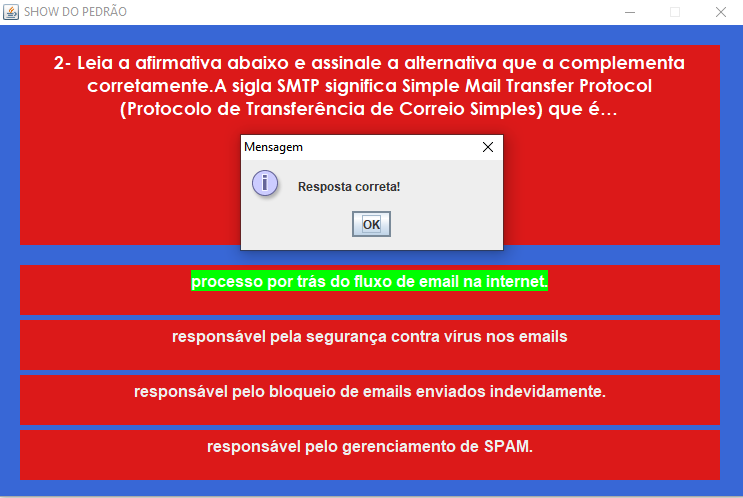 SHOW DO PEDRÃO
2- Leia a afirmativa abaixo e assinale a alternativa que a complementa
corretamente.A sigla SMTP significa Simple Mail Transfer Protocol
(Protocolo de Transferência de Correio Simples) que é...
Mensagem
Resposta correta!
OK
processo por trás do fluxo de email na internet.
responsável pela segurança contra vírus nos emails
responsável pelo bloqueio de emails enviados indevidamente.
responsável pelo gerenciamento de SPAM.